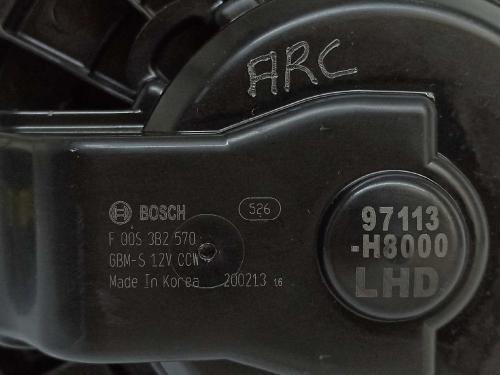 ARC
BOSCH 526
F 00S 3B2 570
GBM-S 12V CCW
Made In Korea 200213 16
97113
-H8000
LHD